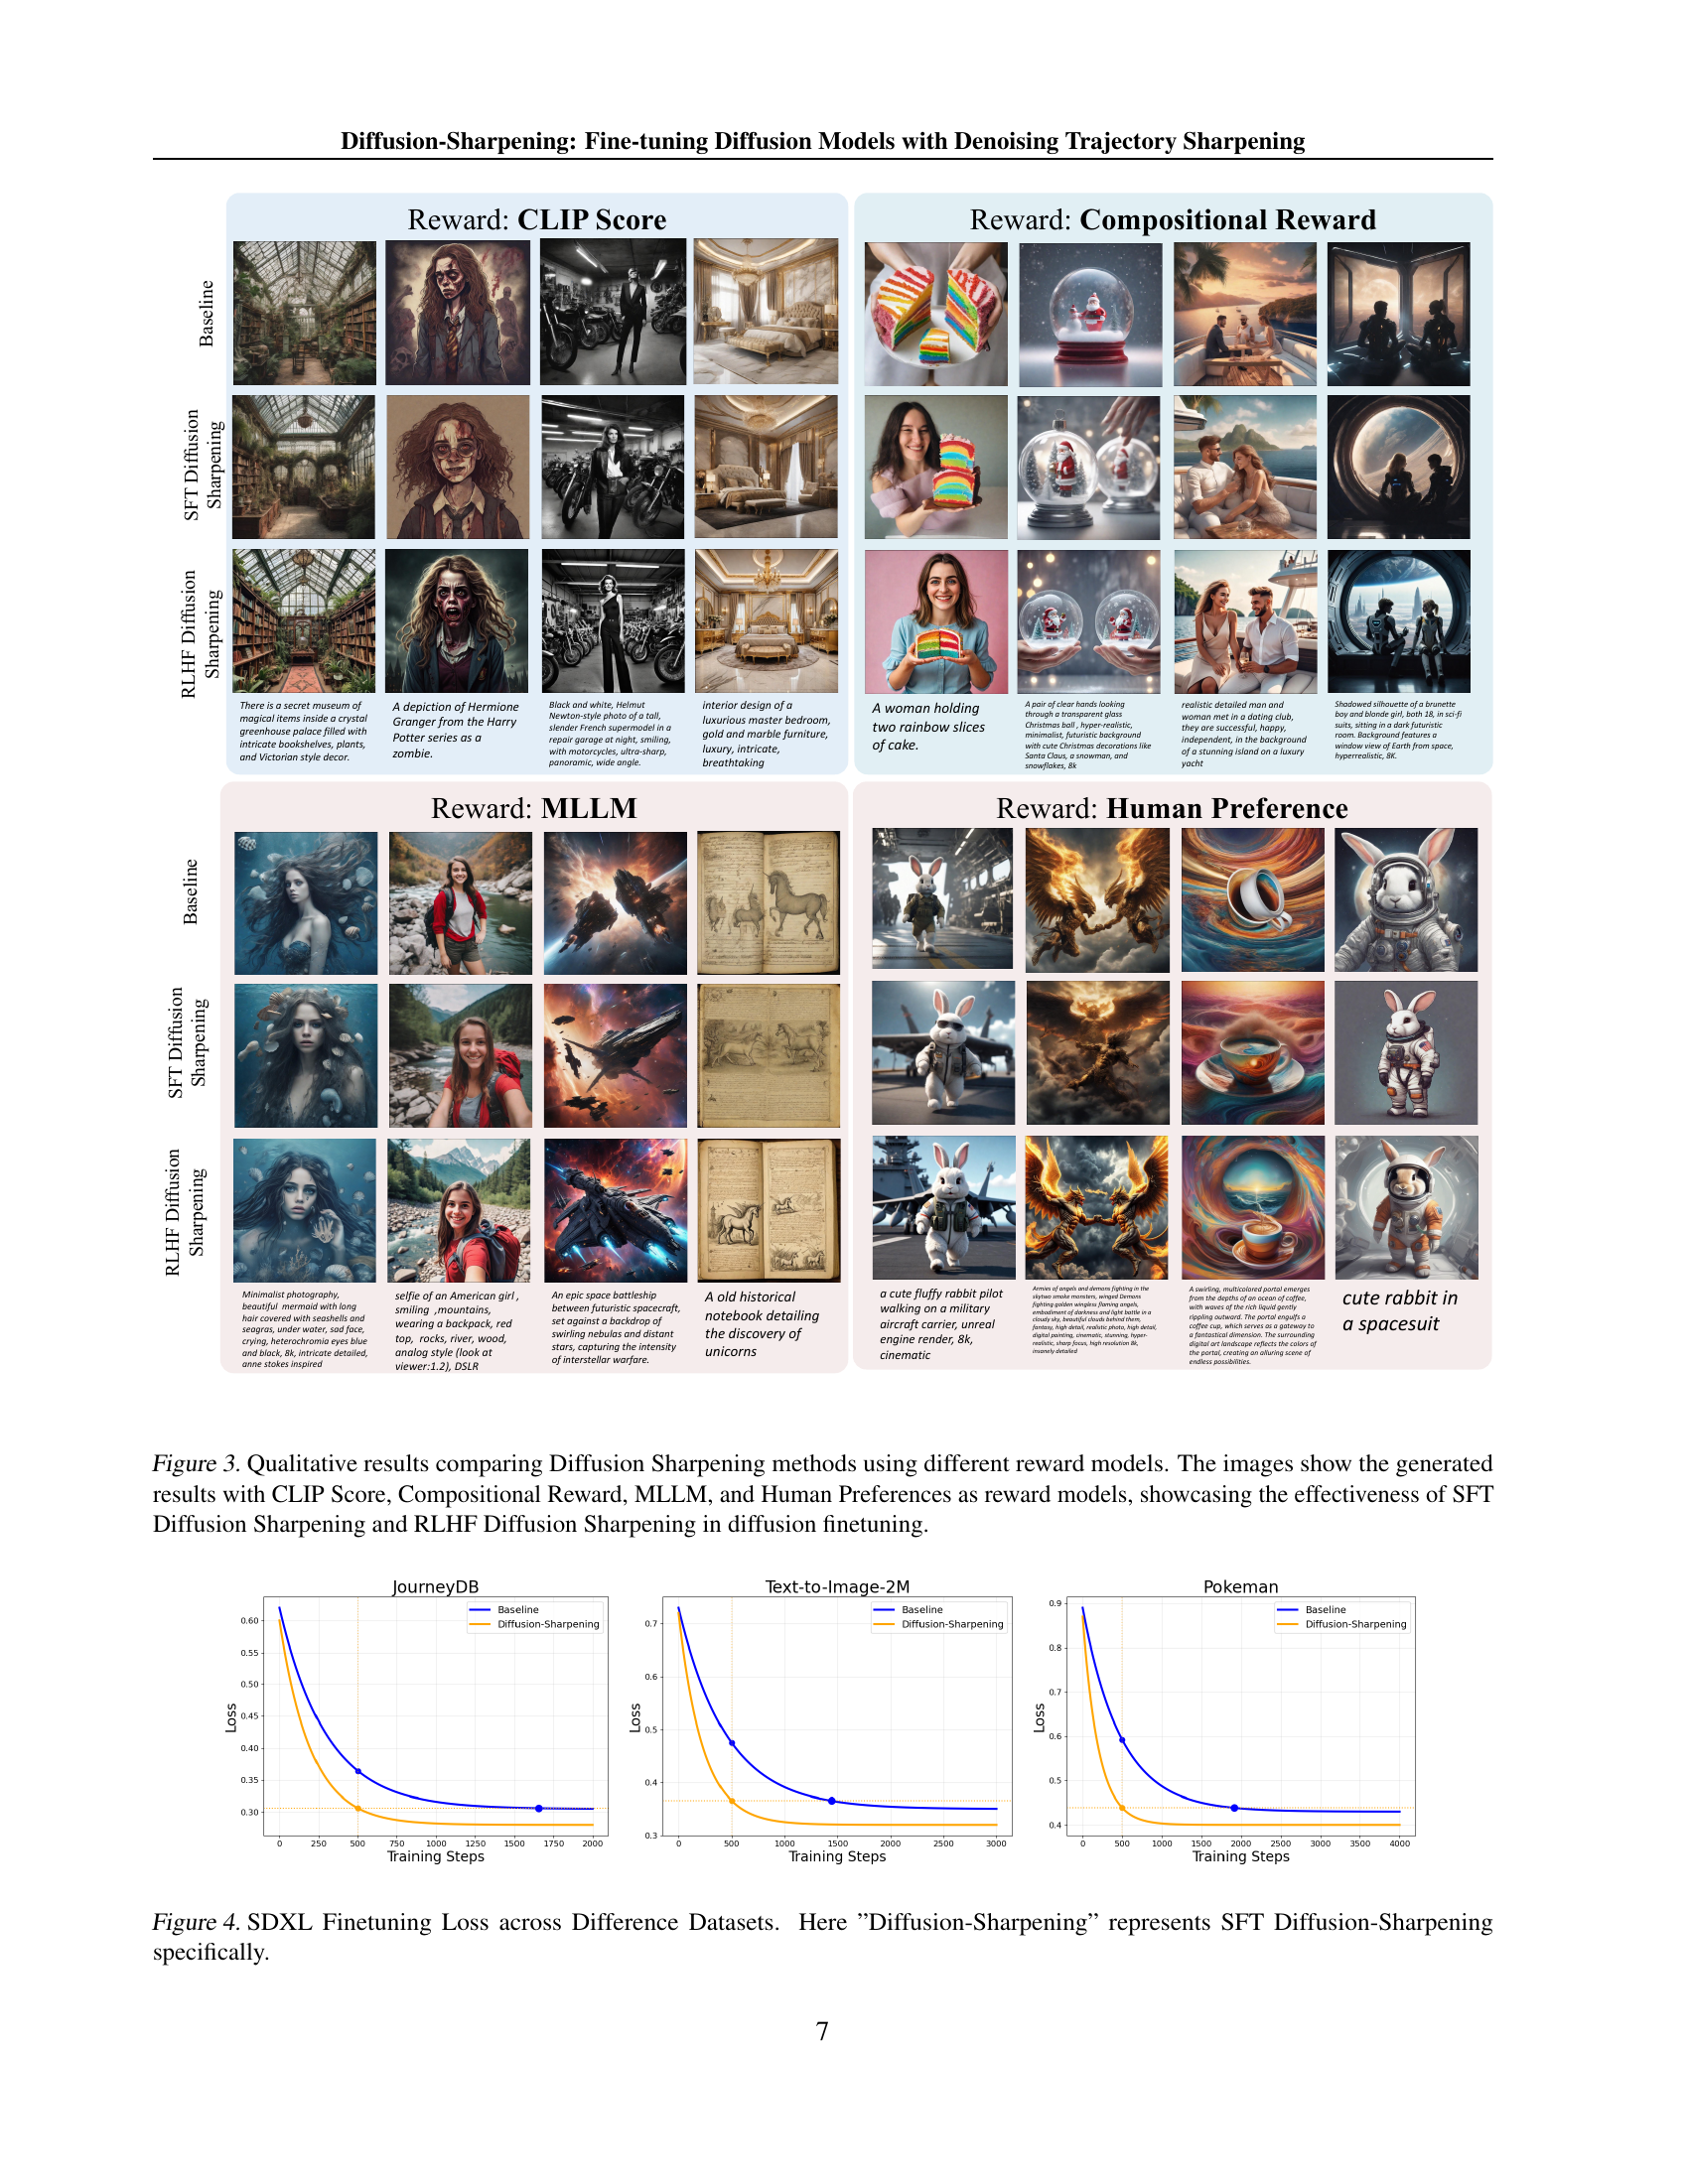 Diffusion-Sharpening: Fine-tuning Diffusion Models with Denoising Trajectory Sharpening
Reward: CLIP Score
Baseline
SFT Diffusion
Sharpening
RLHF Diffusion
Sharpening
There is a secret museum of
magical items inside a crystal
greenhouse palace filled with
intricate bookshelves, plants,
and Victorian style decor.
A depiction of Hermione
Granger from the Harry
Potter series as a
zombie.
Black and white, Helmut
Newton-style photo of a tall,
slender French supermodel in a
repair garage at night, smiling,
with motorcycles, ultra-sharp,
panoramic, wide angle.
interior design of a
luxurious master bedroom,
gold and marble furniture,
luxury, intricate,
breathtaking
Reward: Compositional Reward
A woman holding
two rainbow slices
of cake.
A pair of clear hands looking
through a transparent glass
Christmas ball , hyper-realistic,
minimalist, futuristic background
with cute Christmas decorations like
Santa Claus, a snowman, and
snowflakes, 8k
realistic detailed man and
woman met in a dating club,
they are successful, happy,
independent, in the background
of a stunning island on a luxury
yacht
Shadowed silhouette of a brunette
boy and blonde girl, both 18, in sci-fi
suits, sitting in a dark futuristic
room. Background features a
window view of Earth from space,
hyperrealistic, 8K.
Reward: MLLM
Baseline
SFT Diffusion
Sharpening
RLHF Diffusion
Sharpening
Minimalist photography,
beautiful mermaid with long
hair covered with seashells and
seagras, under water, sad face,
crying, heterochromia eyes blue
and black, 8k, intricate detailed,
anne stokes inspired
selfie of an American girl ,
smiling ,mountains,
wearing a backpack, red
top, rocks, river, wood,
analog style (look at
viewer:1.2), DSLR
An epic space battleship
between futuristic spacecraft,
set against a backdrop of
swirling nebulas and distant
stars, capturing the intensity
of interstellar warfare.
A old historical
notebook detailing
the discovery of
unicorns
Reward: Human Preference
a cute fluffy rabbit pilot
walking on a military
aircraft carrier, unreal
engine render, 8k,
cinematic
Armies of angels and demons fighting in the
skytwo smoke monsters, winged Demons
fighting golden wingless flaming angels,
embodiment of darkness and light battle in a
cloudy sky, beautiful clouds behind them,
fantasy, high detail, realistic photo, high detail,
digital painting, cinematic, stunning, hyper-
realistic, sharp focus, high resolution 8k,
insanely detailed
A swirling, multicolored portal emerges
from the depths of an ocean of coffee,
with waves of the rich liquid gently
rippling outward. The portal engulfs a
coffee cup, which serves as a gateway to
a fantastical dimension. The surrounding
digital art landscape reflects the colors of
the portal, creating an alluring scene of
endless possibilities.
cute rabbit in
a spacesuit
Figure 3. Qualitative results comparing Diffusion Sharpening methods using different reward models. The images show the generated
results with CLIP Score, Compositional Reward, MLLM, and Human Preferences as reward models, showcasing the effectiveness of SFT
Diffusion Sharpening and RLHF Diffusion Sharpening in diffusion finetuning.
JourneyDB
Baseline
Diffusion-Sharpening
Loss
0.60
0.55
0.50
0.45
0.40
0.35
0.30
0 250 500 750 1000 1250 1500 1750 2000
Training Steps
Text-to-Image-2M
Baseline
Diffusion-Sharpening
Loss
0.7
0.6
0.5
0.4
0.3
0 500 1000 1500 2000 2500 3000
Training Steps
Pokeman
Baseline
Diffusion-Sharpening
Loss
0.9
0.8
0.7
0.6
0.5
0.4
0 500 1000 1500 2000 2500 3000 3500 4000
Training Steps
Figure 4. SDXL Finetuning Loss across Difference Datasets. Here ”Diffusion-Sharpening” represents SFT Diffusion-Sharpening
specifically.
7